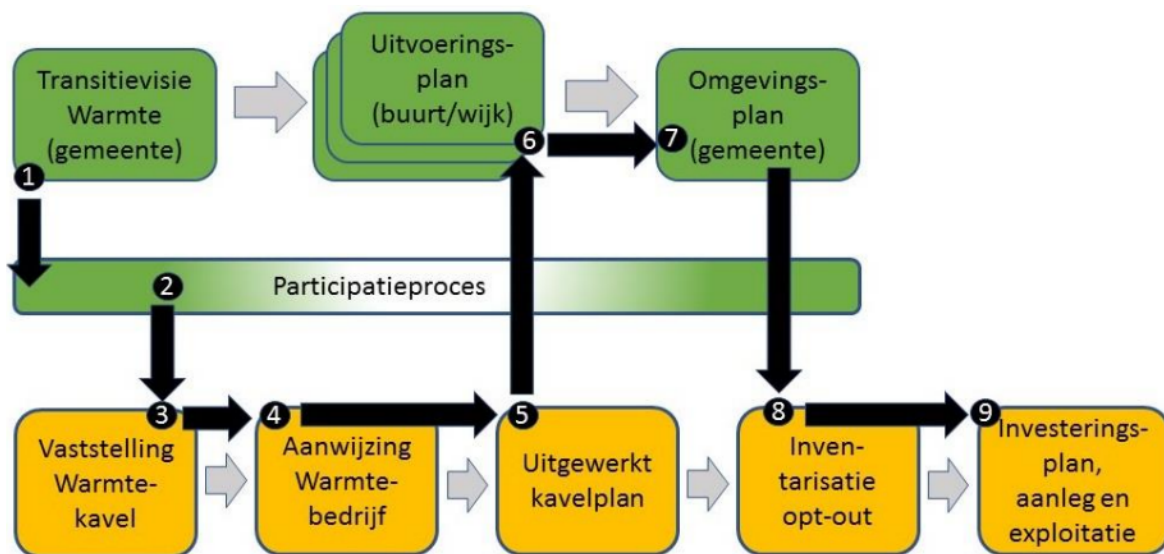 Transitievisie
Warmte
(gemeente)
1
Uitvoerings-
plan
(buurt/wijk)
6
Omgevings-
plan
(gemeente)
7
2
Participatieproces
3
Vaststelling
Warmte-
kavel
4
Aanwijzing
Warmte-
bedrijf
5
Uitgewerkt
kavelplan
8
Inven-
tarisatie
opt-out
9
Investerings-
plan,
aanleg en
exploitatie